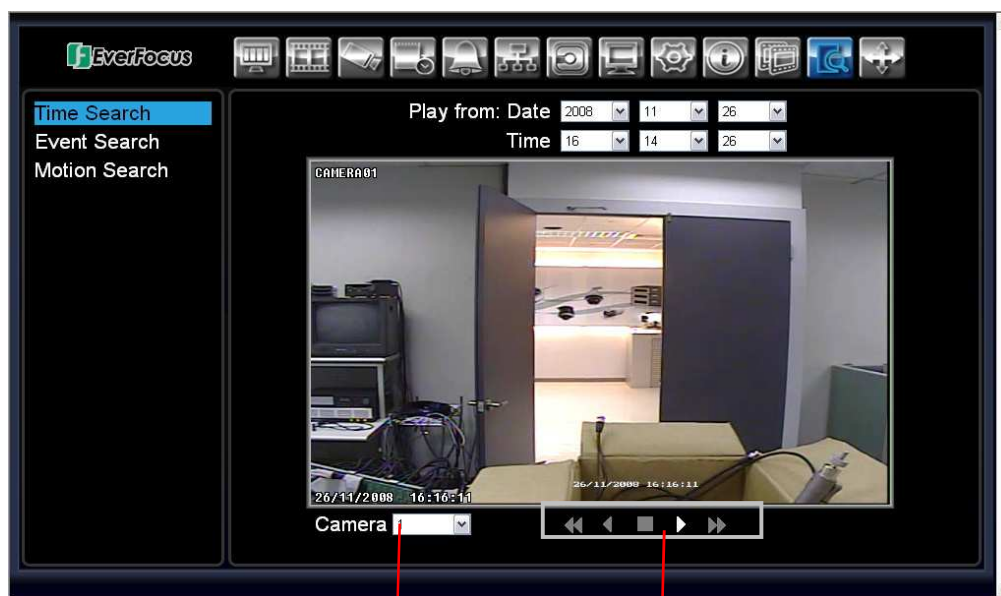 EverFocus
Time Search
Event Search
Motion Search
Play from: Date 2008 11 26
Time 16 14 26
CAMERA01
26/11/2008 16:16:11
26/11/2008 16:16:11
Camera 1